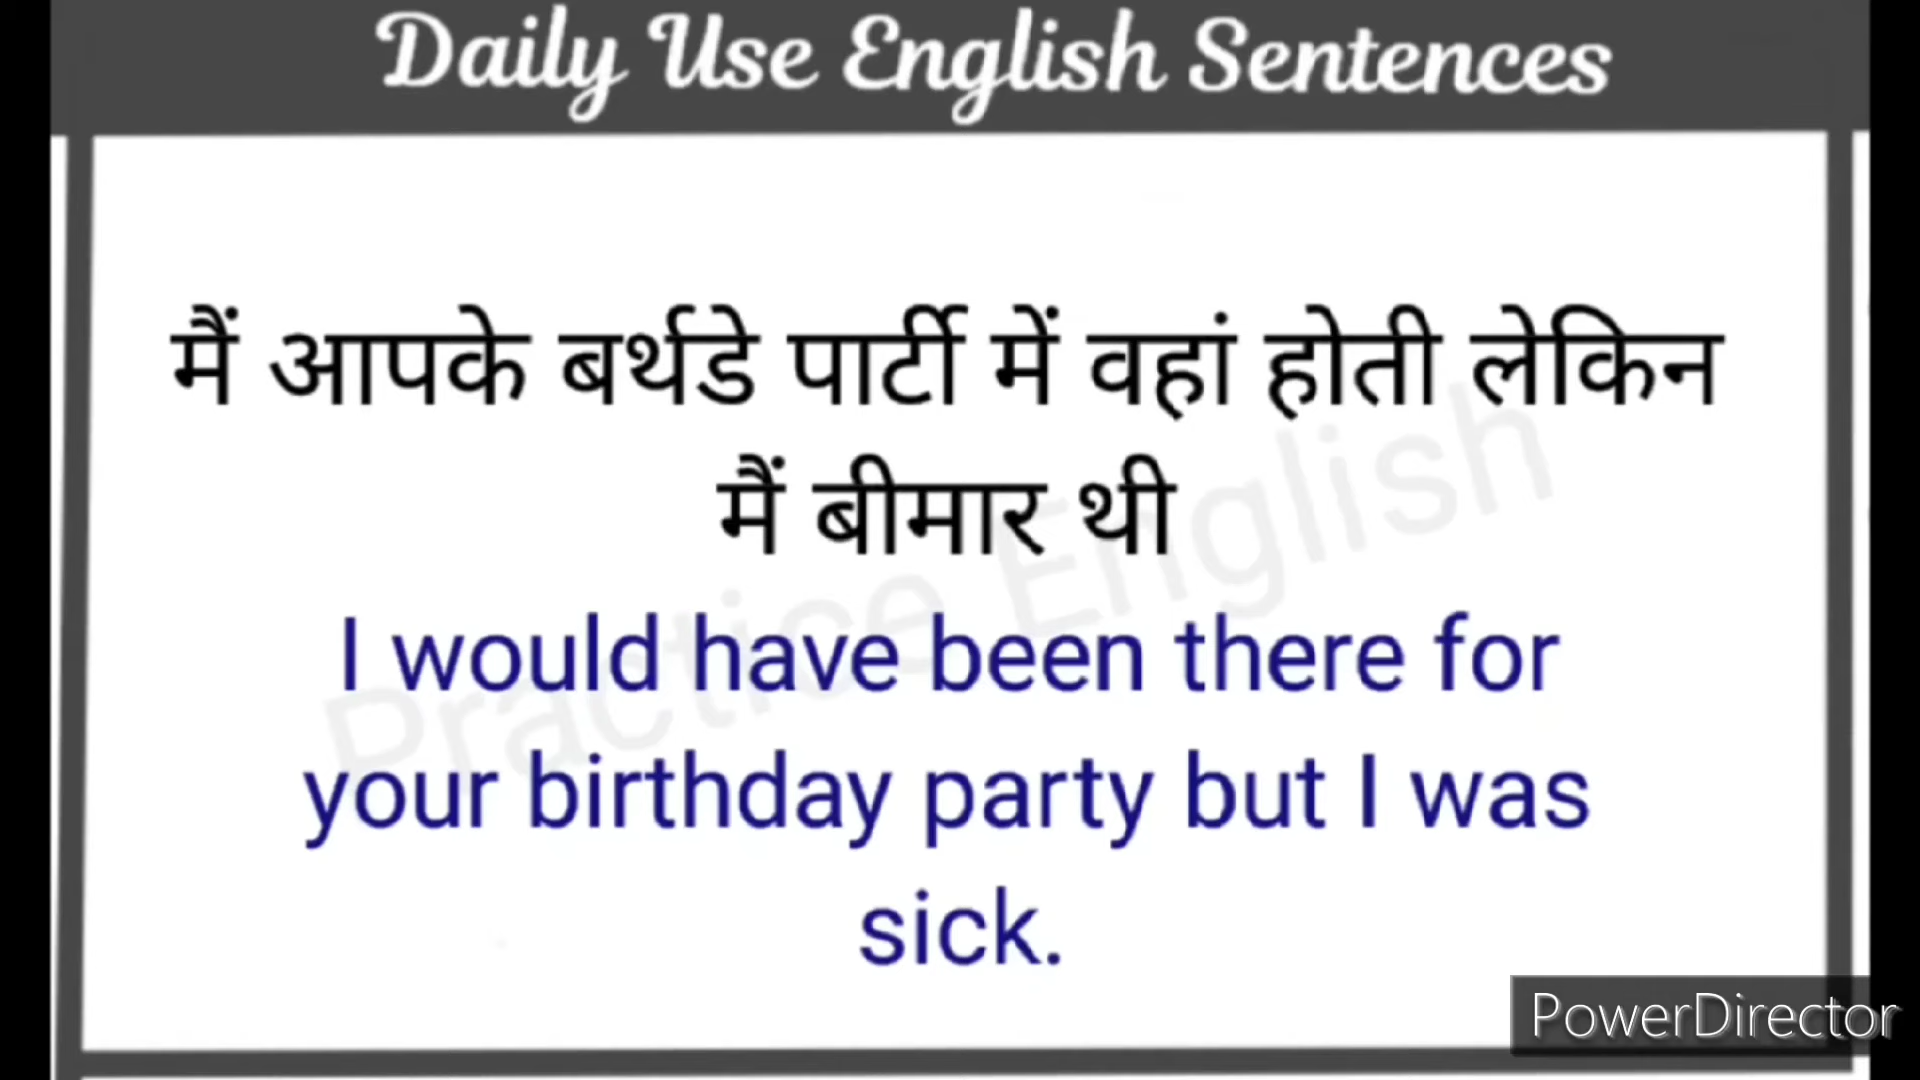 Daily Use English Sentences
मैं आपके बर्थडे पार्टी में वहां होती लेकिन
मैं बीमार थी
Practice English
I would have been there for
your birthday party but I was
sick.
PowerDirector